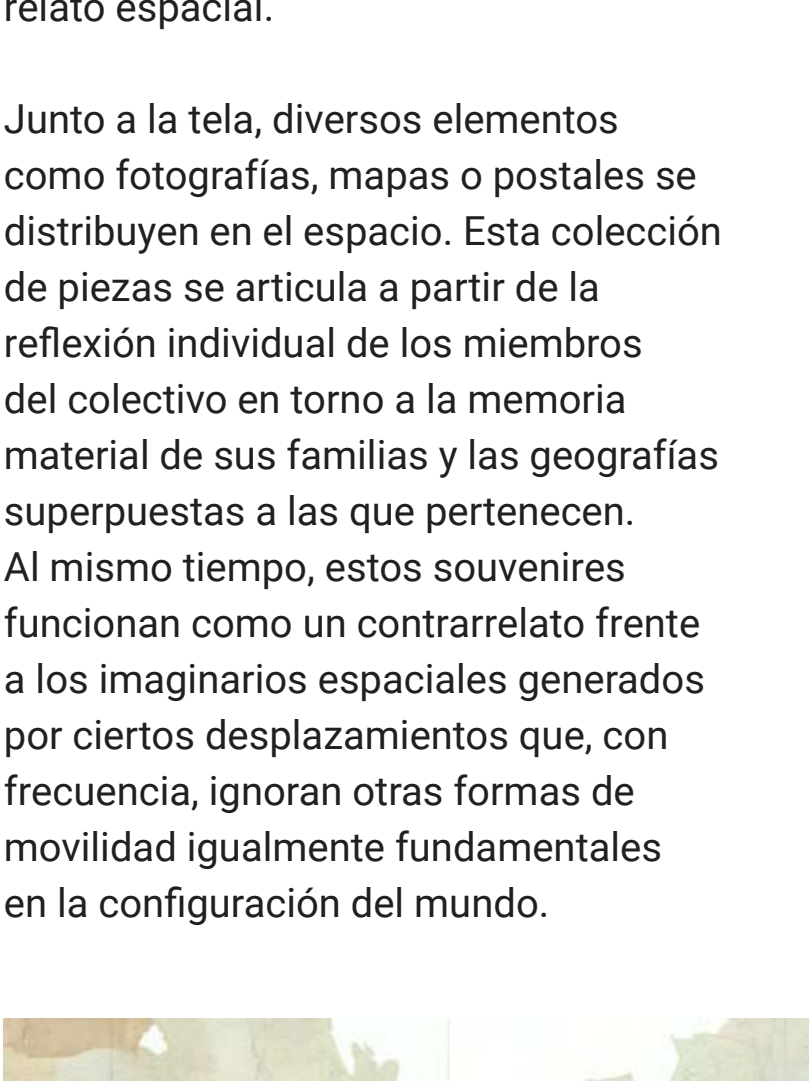 relato espacial.
Junto a la tela, diversos elementos
como fotografías, mapas o postales se
distribuyen en el espacio. Esta colección
de piezas se articula a partir de la
reflexión individual de los miembros
del colectivo en torno a la memoria
material de sus familias y las geografías
superpuestas a las que pertenecen.
Al mismo tiempo, estos souvenires
funcionan como un contrarrelato frente
a los imaginarios espaciales generados
por ciertos desplazamientos que, con
frecuencia, ignoran otras formas de
movilidad igualmente fundamentales
en la configuración del mundo.